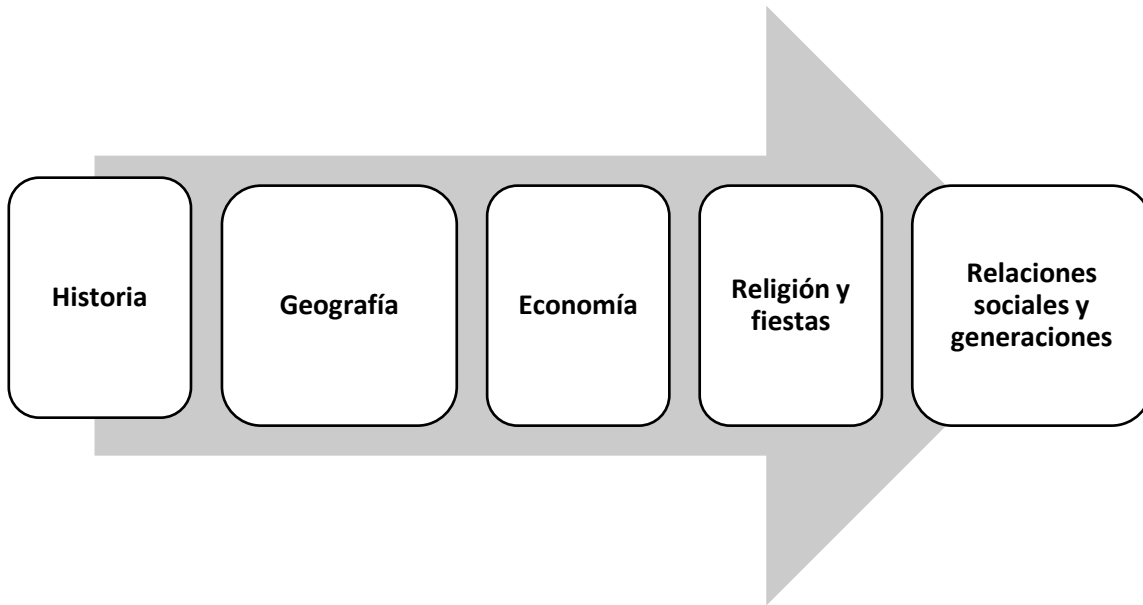 Historia
Geografía
Economía
Religión y
fiestas
Relaciones
sociales y
generaciones